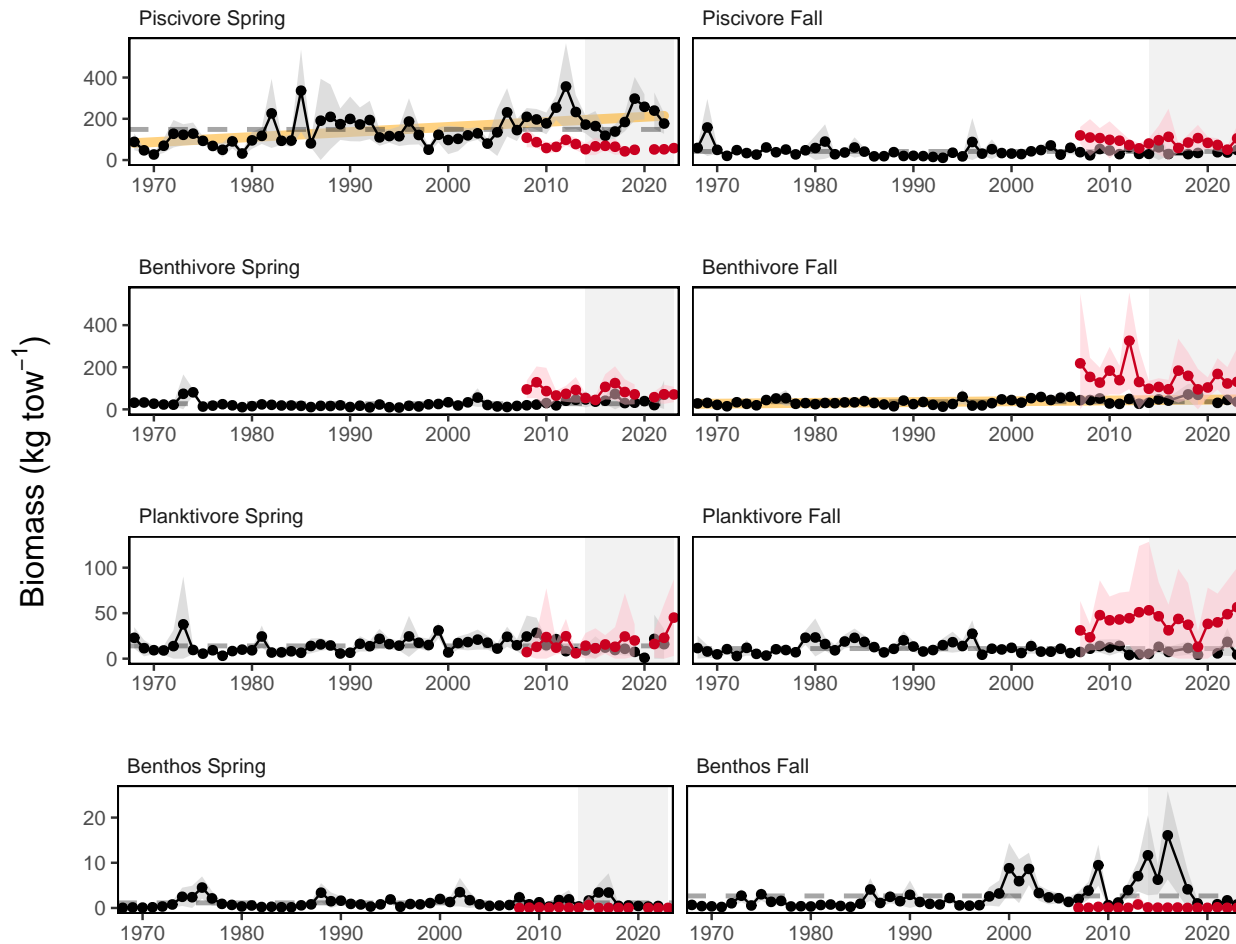 Piscivore Spring
Piscivore Fall
400
200
0
1970 1980 1990 2000 2010 2020
1970 1980 1990 2000 2010 2020
Benthivore Spring
Benthivore Fall
400
200
0
1970 1980 1990 2000 2010 2020
1970 1980 1990 2000 2010 2020
Biomass (kg tow⁻¹)
Planktivore Spring
Planktivore Fall
100
50
0
1970 1980 1990 2000 2010 2020
1970 1980 1990 2000 2010 2020
Benthos Spring
Benthos Fall
20
10
0
1970 1980 1990 2000 2010 2020
1970 1980 1990 2000 2010 2020